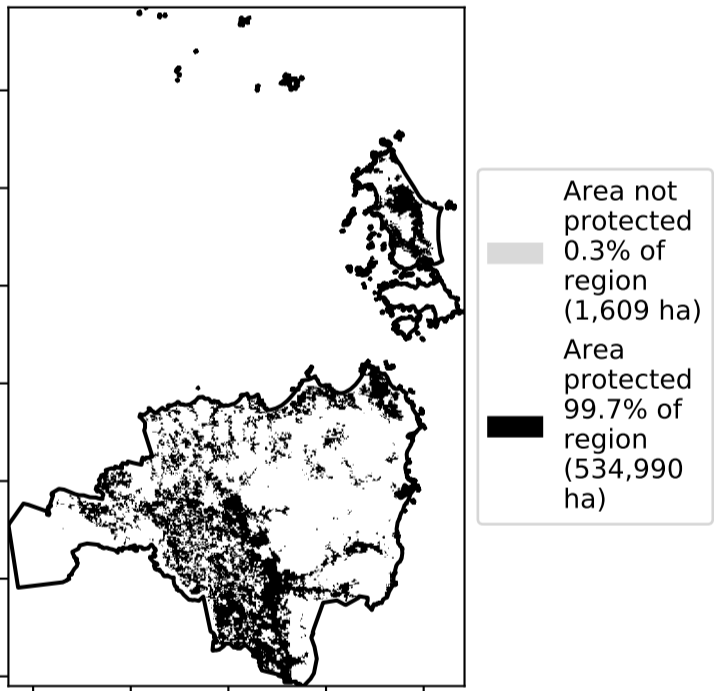 Area not
protected
0.3% of
region
(1,609 ha)
Area
protected
99.7% of
region
(534,990
ha)